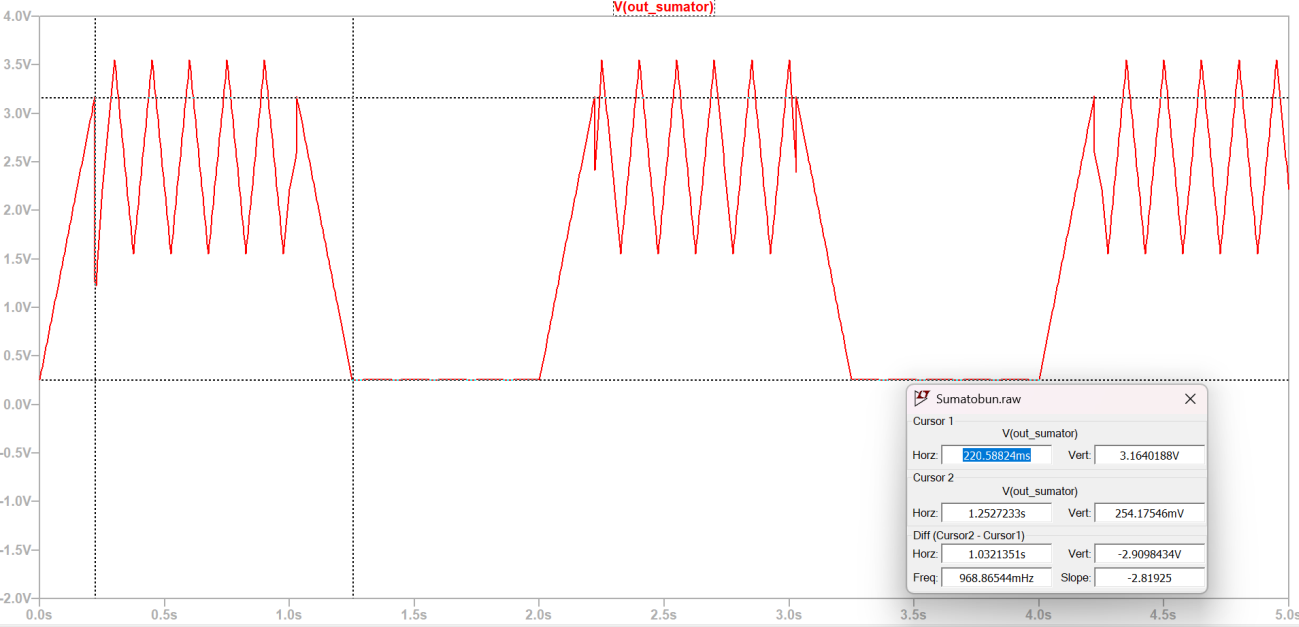 V(out_sumator)
4.0V
3.5V
3.0V
2.5V
2.0V
1.5V
1.0V
0.5V
0.0V
-0.5V
-1.0V
-1.5V
-2.0V
0.0s 0.5s 1.0s 1.5s 2.0s 2.5s 3.0s 3.5s 4.0s 4.5s 5.0s
Sumatobun.raw
Cursor 1
V(out_sumator)
Horz: 220.58824ms Vert: 3.1640188V
Cursor 2
V(out_sumator)
Horz: 1.2527233s Vert: 254.17546mV
Diff (Cursor2 - Cursor1)
Horz: 1.0321351s Vert: -2.9098434V
Freq: 968.86544mHz Slope: -2.81925